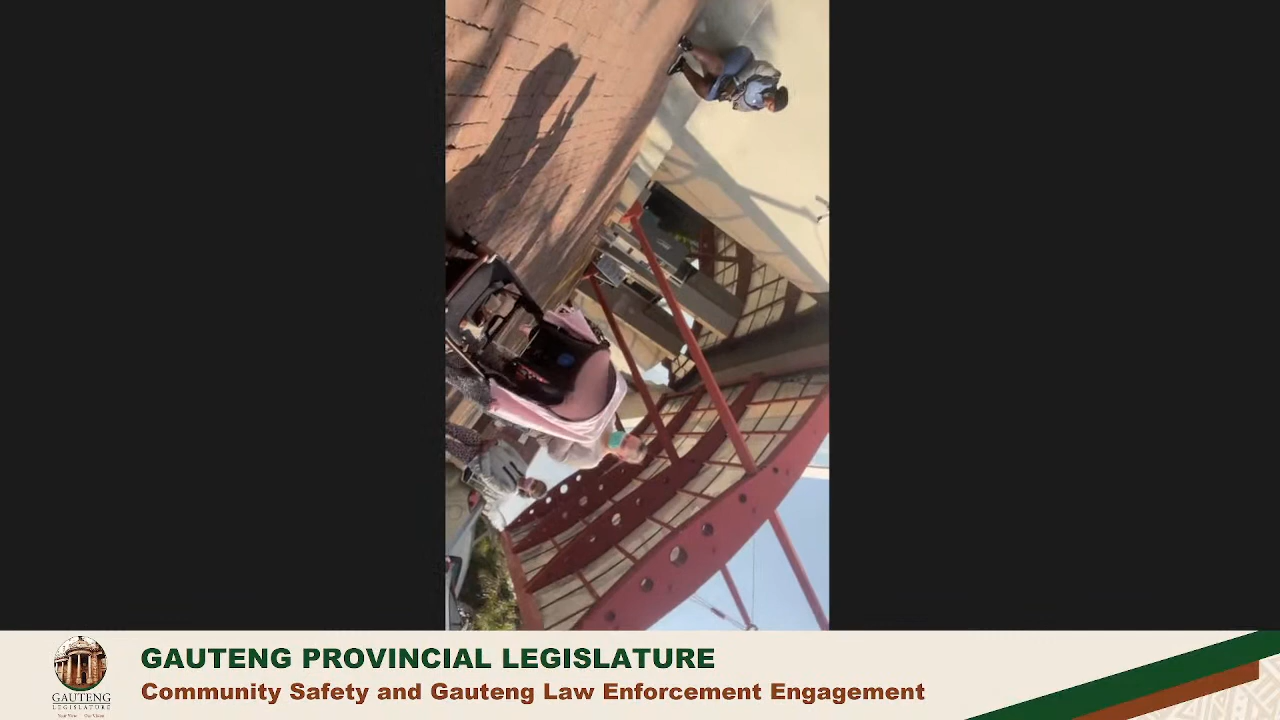 GAUTENG PROVINCIAL LEGISLATURE
Community Safety and Gauteng Law Enforcement Engagement
GAUTENG
LEGISLATURE